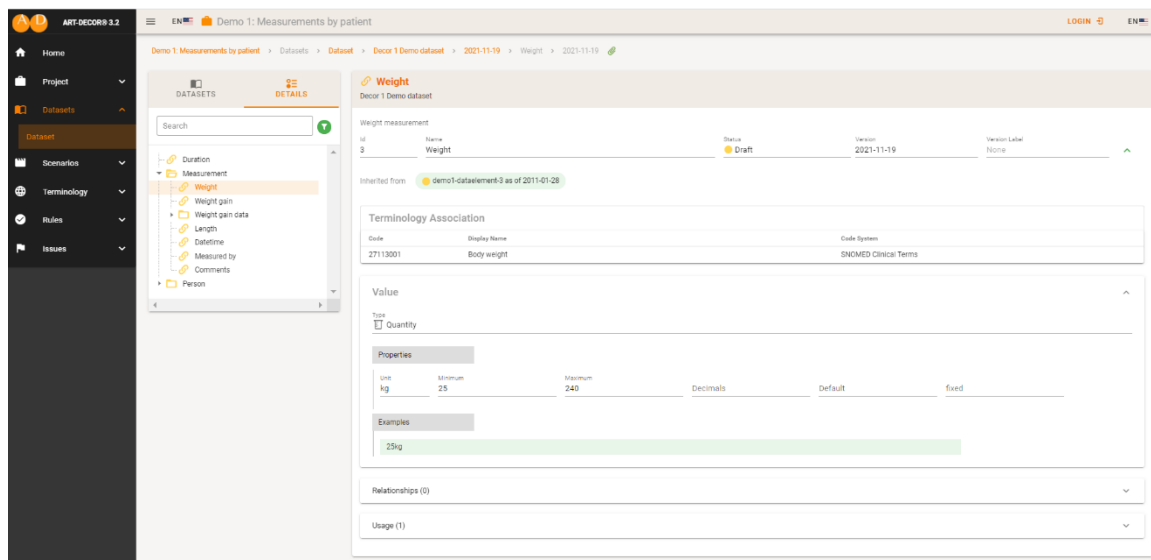 AD ART-DECOR® 3.2 EN Demo 1: Measurements by patient LOGIN EN
Home
Project
Datasets
Dataset
Scenarios
Terminology
Rules
Issues
Demo 1: Measurements by patient > Datasets > Dataset > Decor 1 Demo dataset > 2021-11-19 > Weight > 2021-11-19
DATASETS DETAILS
Search
Duration
Measurement
Weight
Weight gain
Weight gain data
Length
Datetime
Measured by
Comments
Person
Weight
Decor 1 Demo dataset
Weight measurement
Id Name Status Version Version Label
3 Weight Draft 2021-11-19 None
Inherited from demo1-dataelement-3 as of 2011-01-28
Terminology Association
Code Display Name Code System
27113001 Body weight SNOMED Clinical Terms
Value
Type
Quantity
Properties
Unit Minimum Maximum
kg 25 240 Decimals Default fixed
Examples
25kg
Relationships (0)
Usage (1)